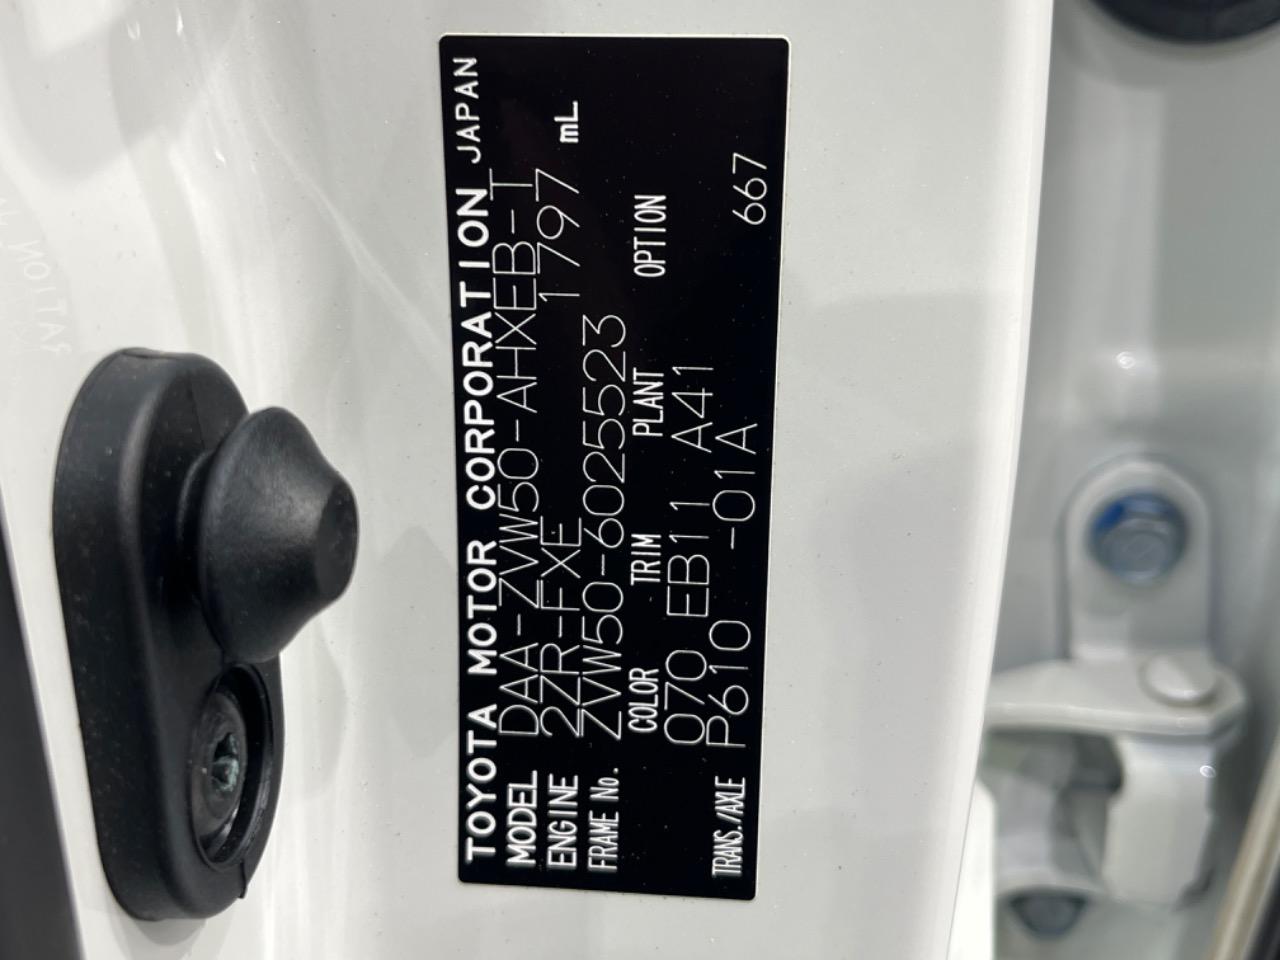 TOYOTA MOTOR CORPORATION JAPAN
MODEL DAA-ZVW50-AHXEB-T
ENGINE 2ZR-FXE 1797 mL
FRAME No. ZVW50-6025523
COLOR TRIM PLANT OPTION
070 EB11 A41
TRANS./AXLE P610 -01A 667